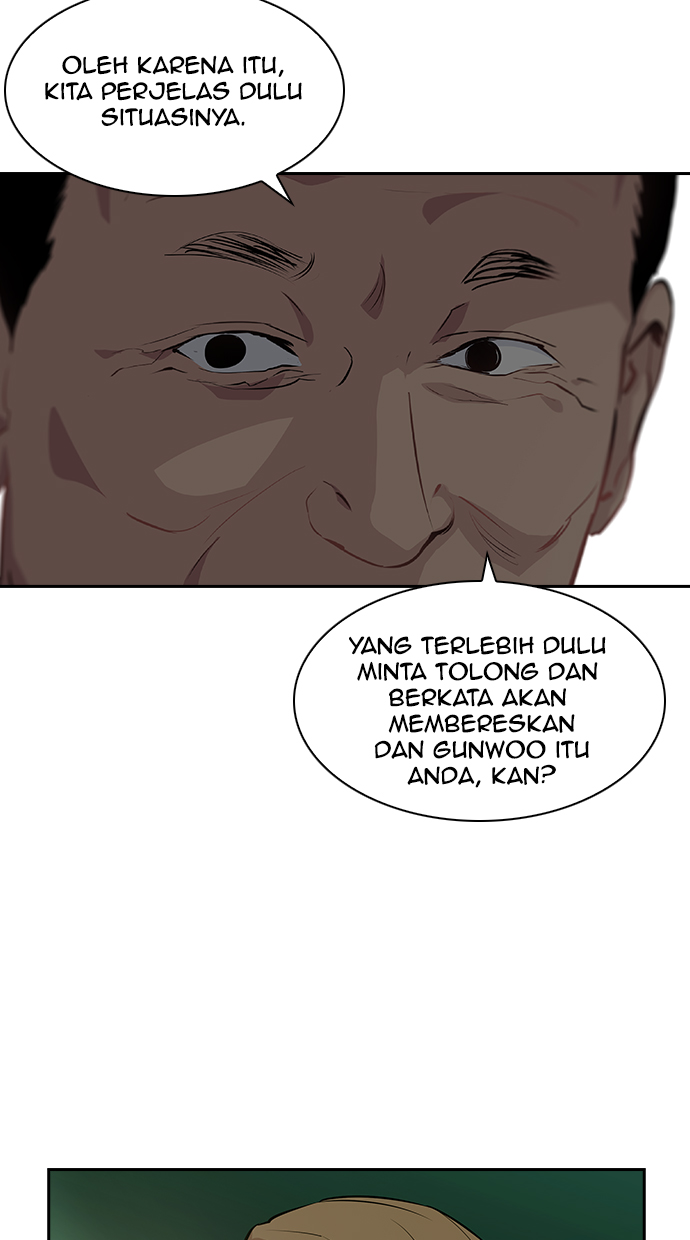 OLEH KARENA ITU,
KITA PERJELAS DULU
SITUASINYA.
YANG TERLEBIH DULU
MINTA TOLONG DAN
BERKATA AKAN
MEMBERESKAN
DAN GUNWOO ITU
ANDA, KAN?